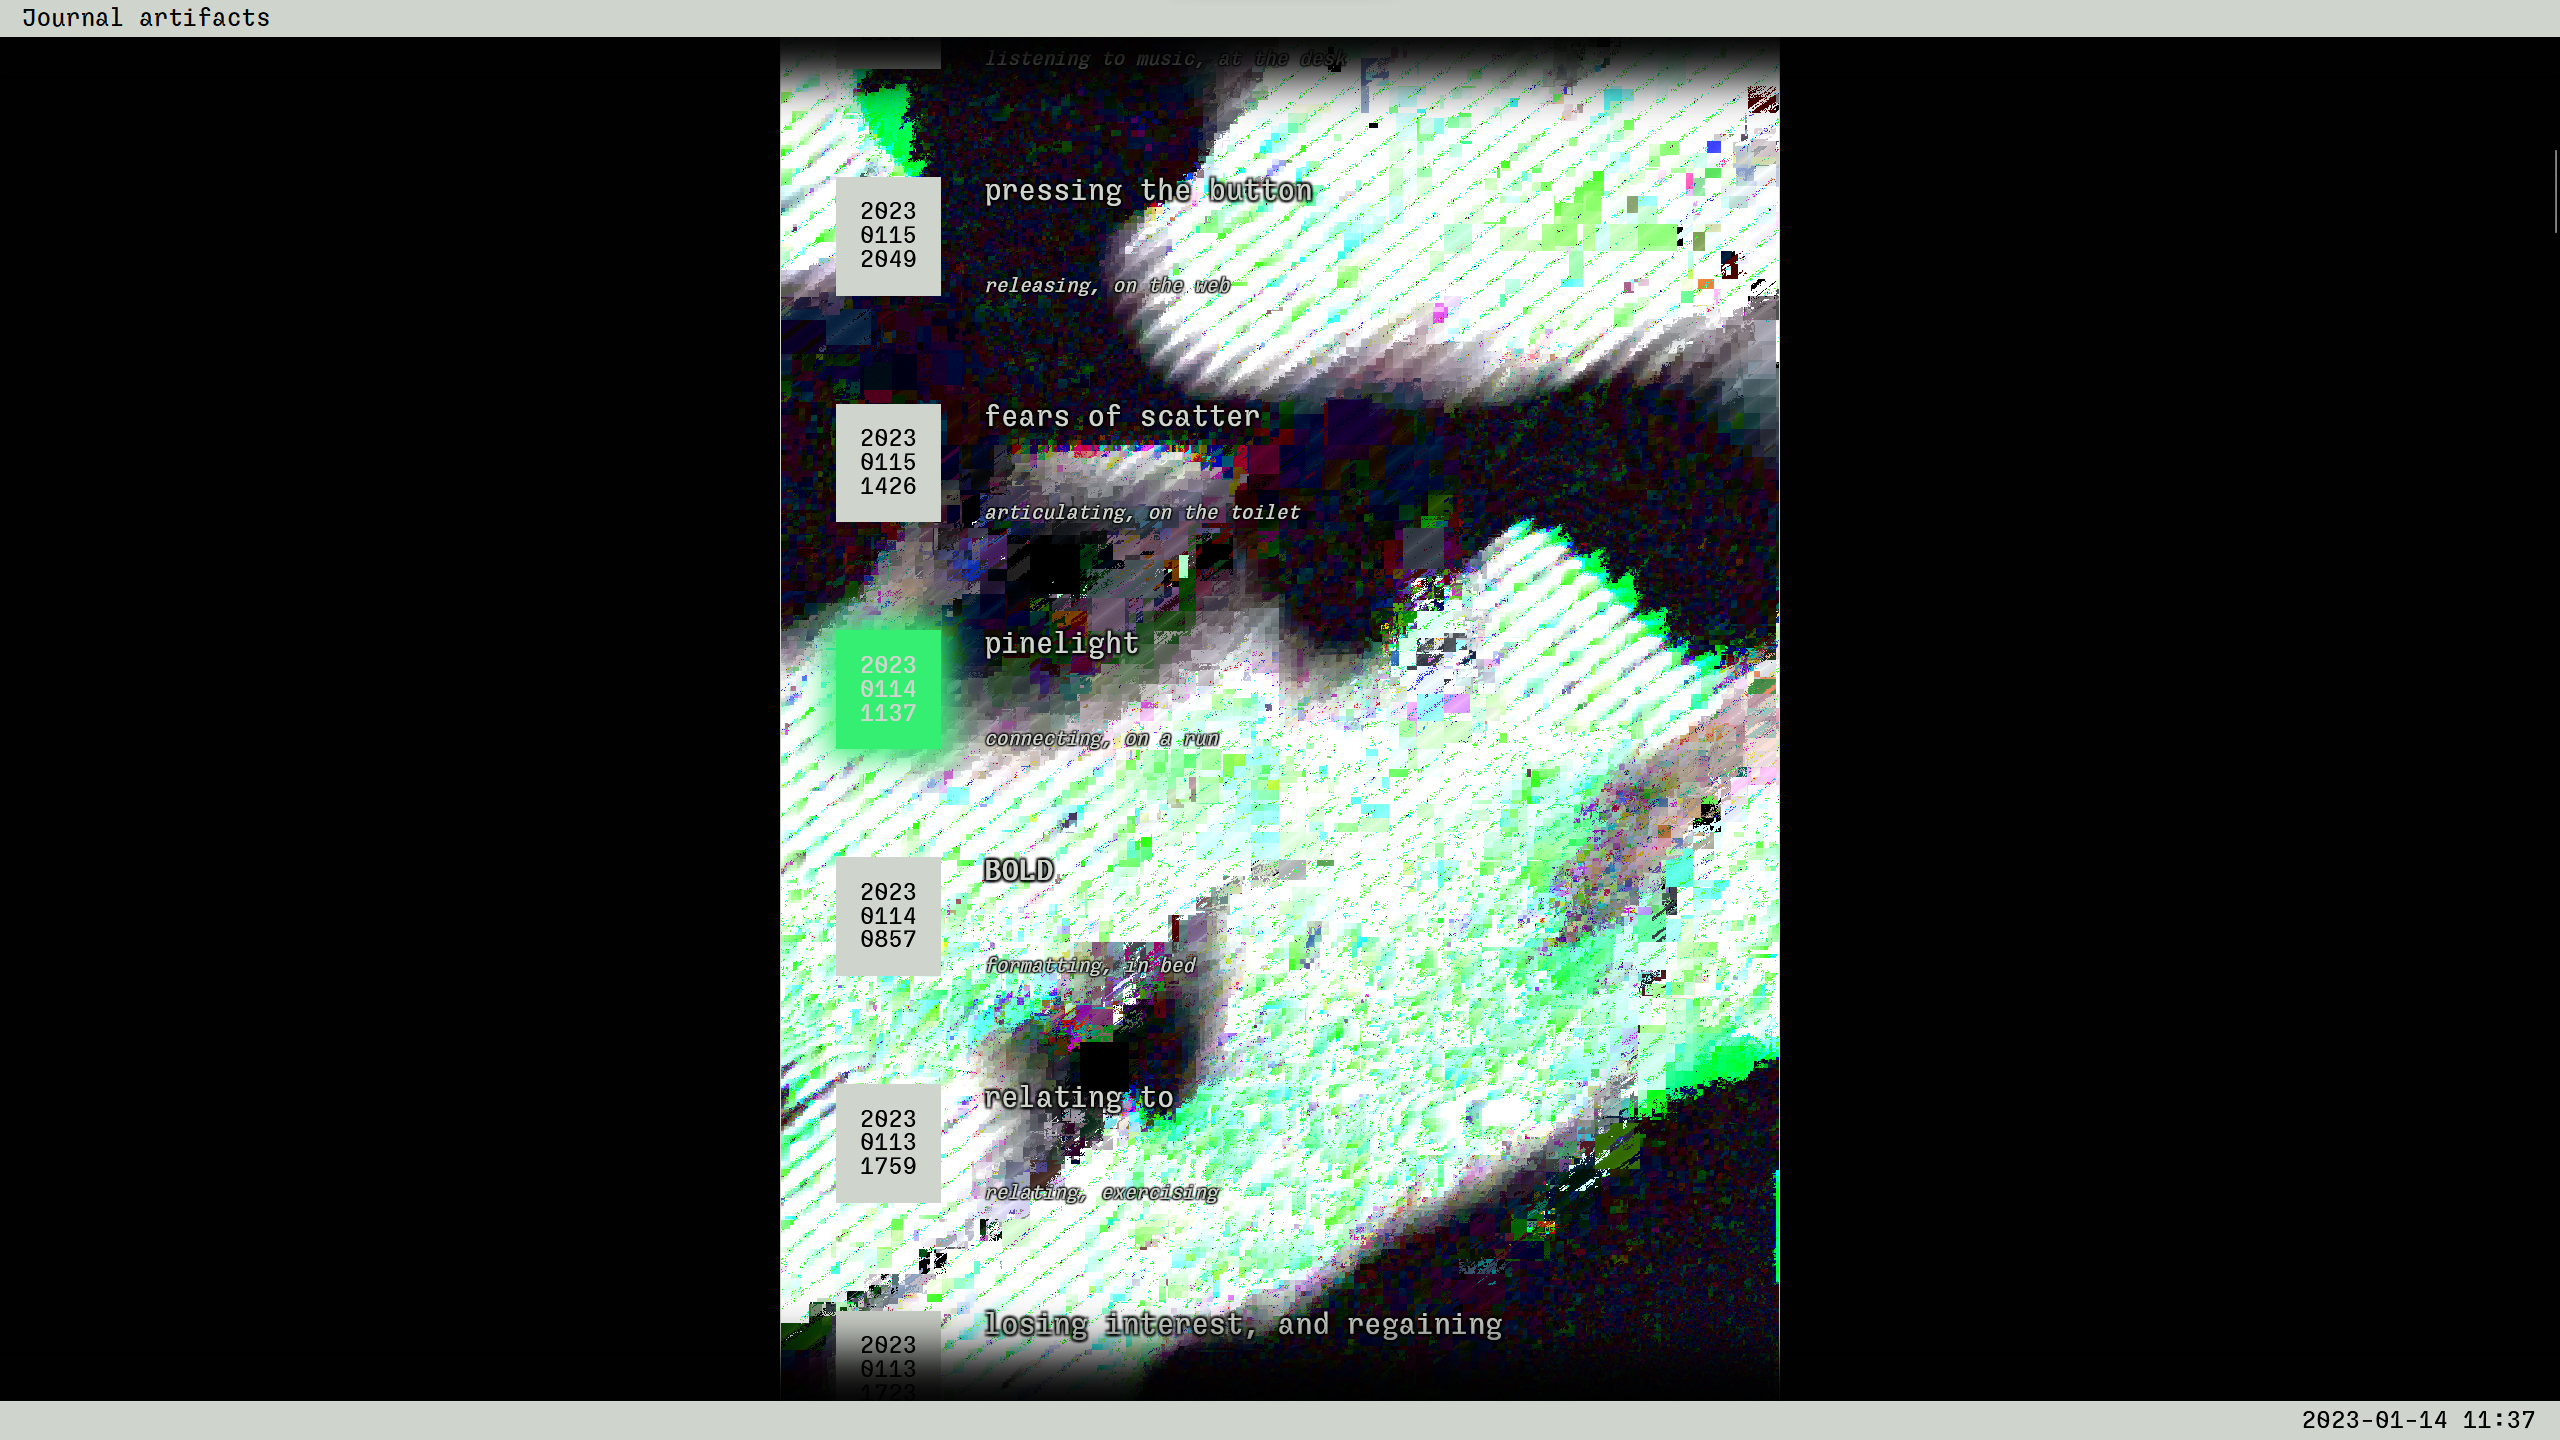 Journal artifacts
listening to music, at the desk
2023
0115
2049
pressing the button
releasing, on the web
2023
0115
1426
fears of scatter
articulating, on the toilet
2023
0114
1137
pinelight
connecting, on a run
2023
0114
0857
BOLD
formatting, in bed
2023
0113
1759
relating to
relating, exercising
2023
0113
1723
losing interest, and regaining
2023-01-14 11:37